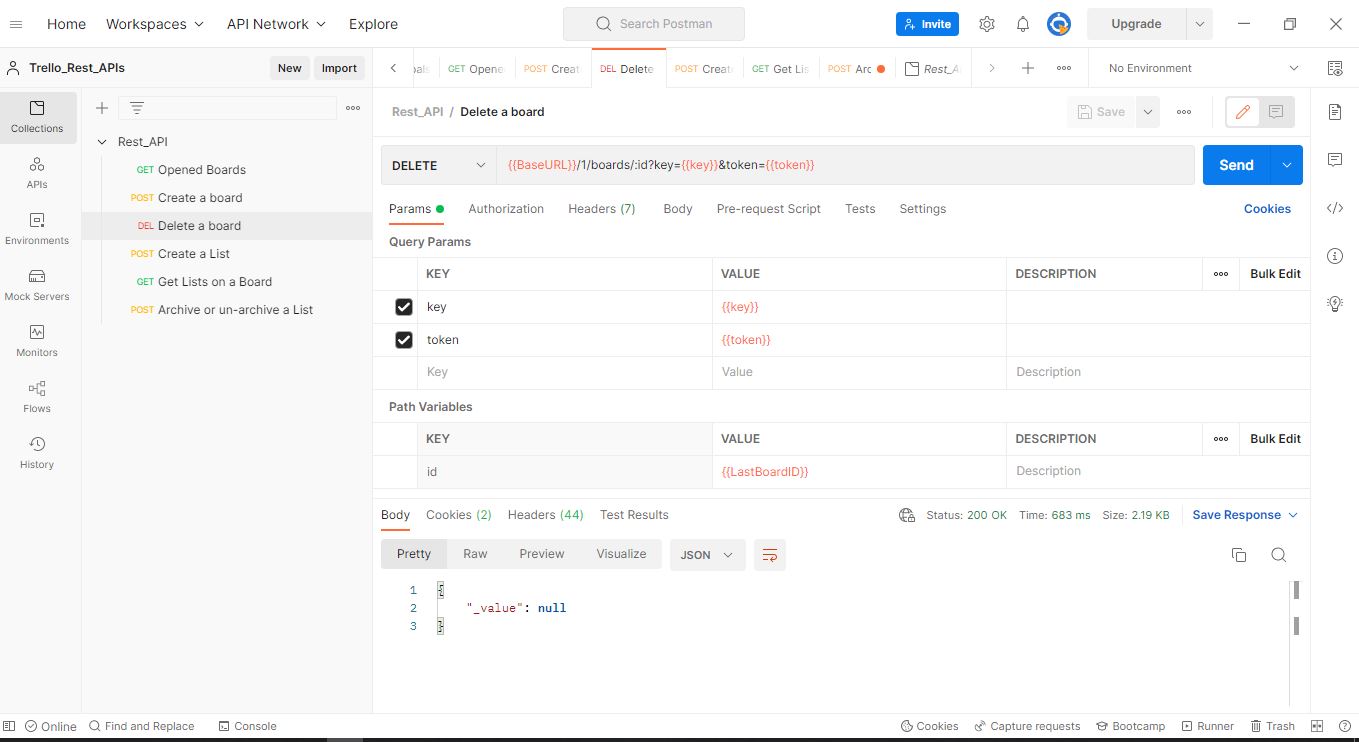 Home Workspaces API Network Explore Search Postman Invite Upgrade
Trello_Rest_APIs New Import GET Opene POST Creat DEL Delete POST Create GET Get Lis POST Arc Rest_A No Environment
Collections
APIs
Environments
Mock Servers
Monitors
Flows
History
Rest_API
GET Opened Boards
POST Create a board
DEL Delete a board
POST Create a List
GET Get Lists on a Board
POST Archive or un-archive a List
Rest_API / Delete a board Save
DELETE {{BaseURL}}/1/boards/:id?key={{key}}&token={{token}} Send
Params Authorization Headers (7) Body Pre-request Script Tests Settings Cookies
Query Params
KEY VALUE DESCRIPTION Bulk Edit
key {{key}}
token {{token}}
Key Value Description
Path Variables
KEY VALUE DESCRIPTION Bulk Edit
id {{LastBoardID}} Description
Body Cookies (2) Headers (44) Test Results Status: 200 OK Time: 683 ms Size: 2.19 KB Save Response
Pretty Raw Preview Visualize JSON
1 {
2 "_value": null
3 }
Online Find and Replace Console Cookies Capture requests Bootcamp Runner Trash